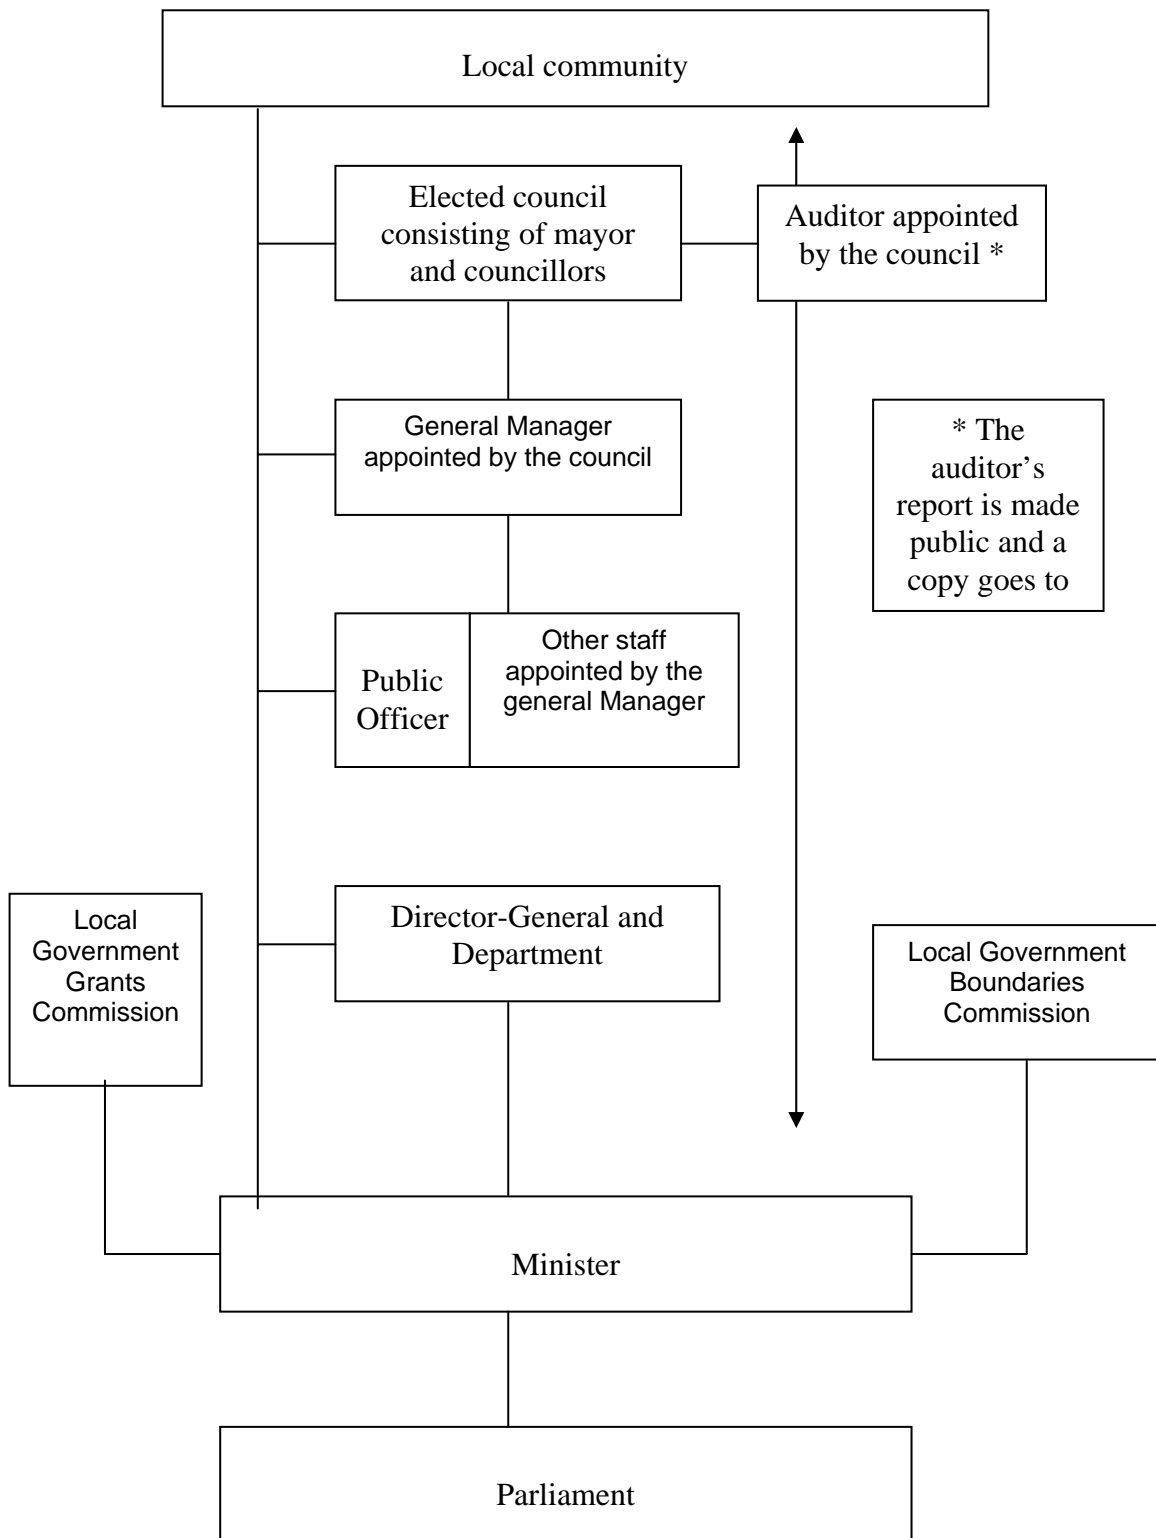 Local community
Elected council
consisting of mayor
and councillors
Auditor appointed
by the council *
General Manager
appointed by the council
* The
auditor’s
report is made
public and a
copy goes to
Public
Officer
Other staff
appointed by the
general Manager
Local
Government
Grants
Commission
Director-General and
Department
Local Government
Boundaries
Commission
Minister
Parliament